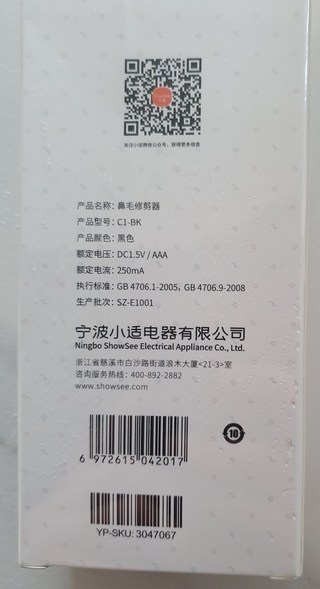 关注小适微信公众号，获得更多信息
产品名称：鼻毛修剪器
产品型号：C1-BK
产品颜色：黑色
额定电压：DC1.5V / AAA
额定电流：250mA
执行标准：GB 4706.1-2005，GB 4706.9-2008
生产批次：SZ-E1001
宁波小适电器有限公司
Ningbo ShowSee Electrical Appliance Co., Ltd.
浙江省慈溪市白沙路街道浪木大厦<21-3>室
咨询服务热线：400-892-2882
www.showsee.com
10
6 972615 042017
YP-SKU: 3047067